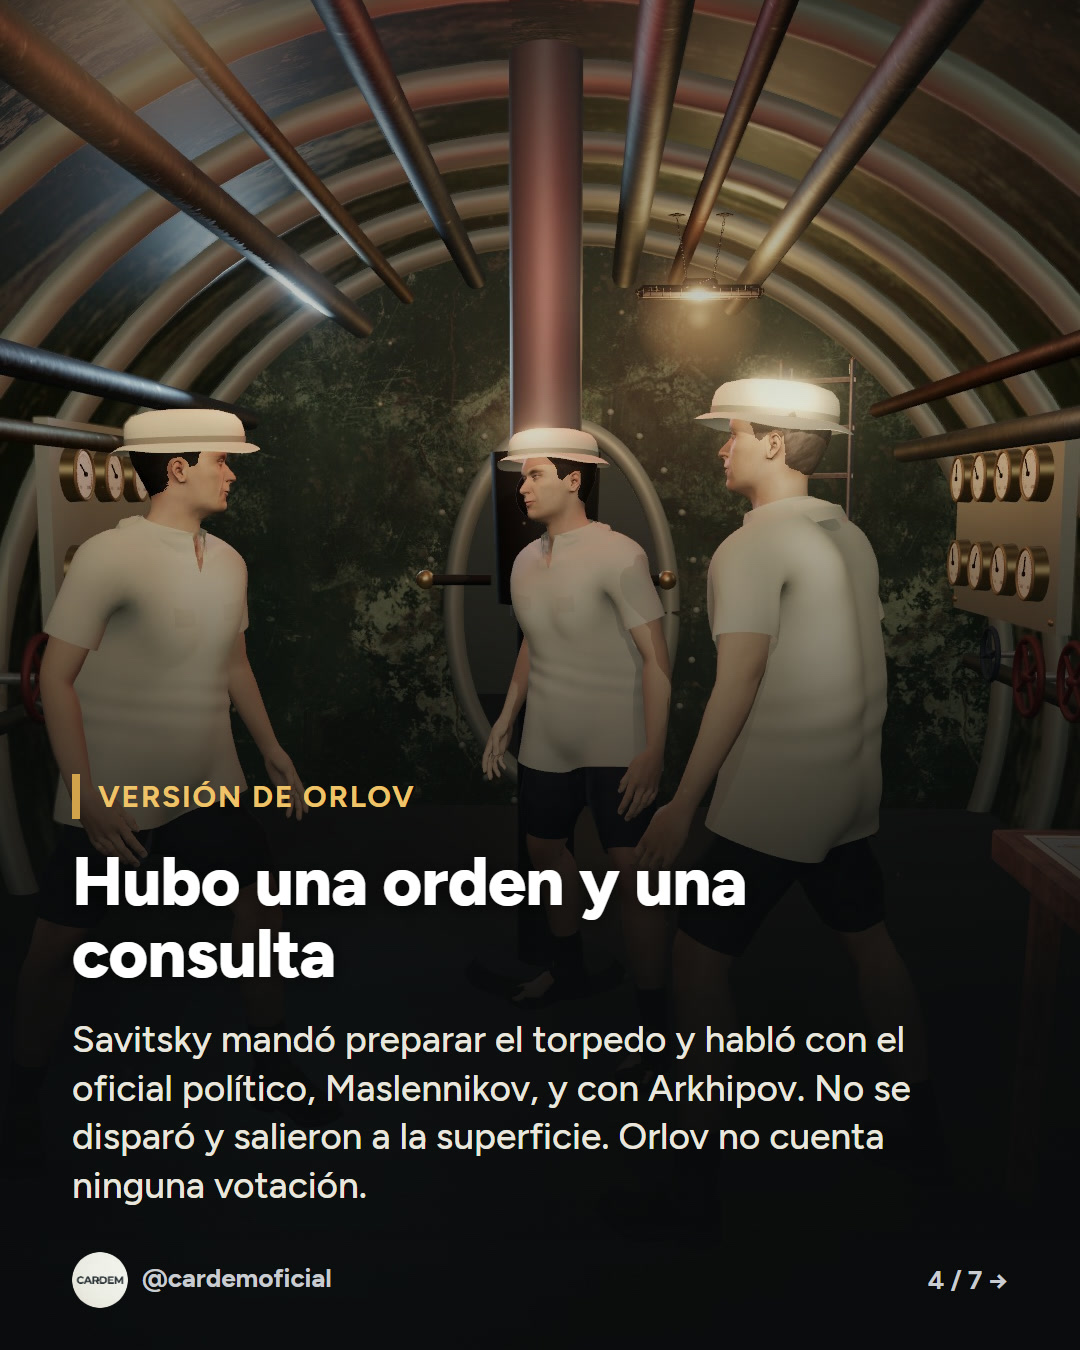 VERSIÓN DE ORLOV
Hubo una orden y una
consulta
Savitsky mandó preparar el torpedo y habló con el
oficial político, Maslennikov, y con Arkhipov. No se
disparó y salieron a la superficie. Orlov no cuenta
ninguna votación.
CARDEM @cardemoficial
4 / 7 →